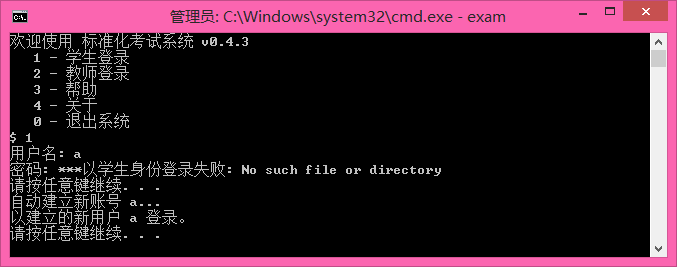 管理员: C:\Windows\system32\cmd.exe - exam
欢迎使用 标准化考试系统 v0.4.3
1 - 学生登录
2 - 教师登录
3 - 帮助
4 - 关于
0 - 退出系统
$ 1
用户名: a
密码: ***以学生身份登录失败: No such file or directory
请按任意键继续. . .
自动建立新账号 a...
以建立的新用户 a 登录。
请按任意键继续. . .